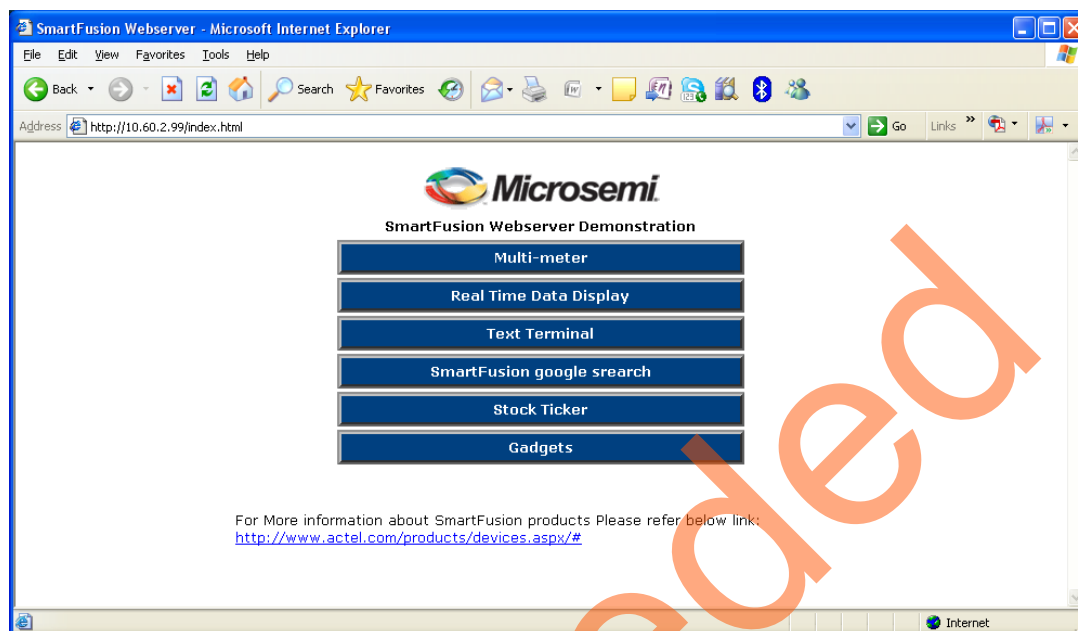 SmartFusion Webserver - Microsoft Internet Explorer
File Edit View Favorites Tools Help
Back Search Favorites
Address http://10.60.2.99/index.html Go Links »
Microsemi.
SmartFusion Webserver Demonstration
Multi-meter
Real Time Data Display
Text Terminal
SmartFusion google srearch
Stock Ticker
Gadgets
For More information about SmartFusion products Please refer below link:
http://www.actel.com/products/devices.aspx/#
Internet
ded